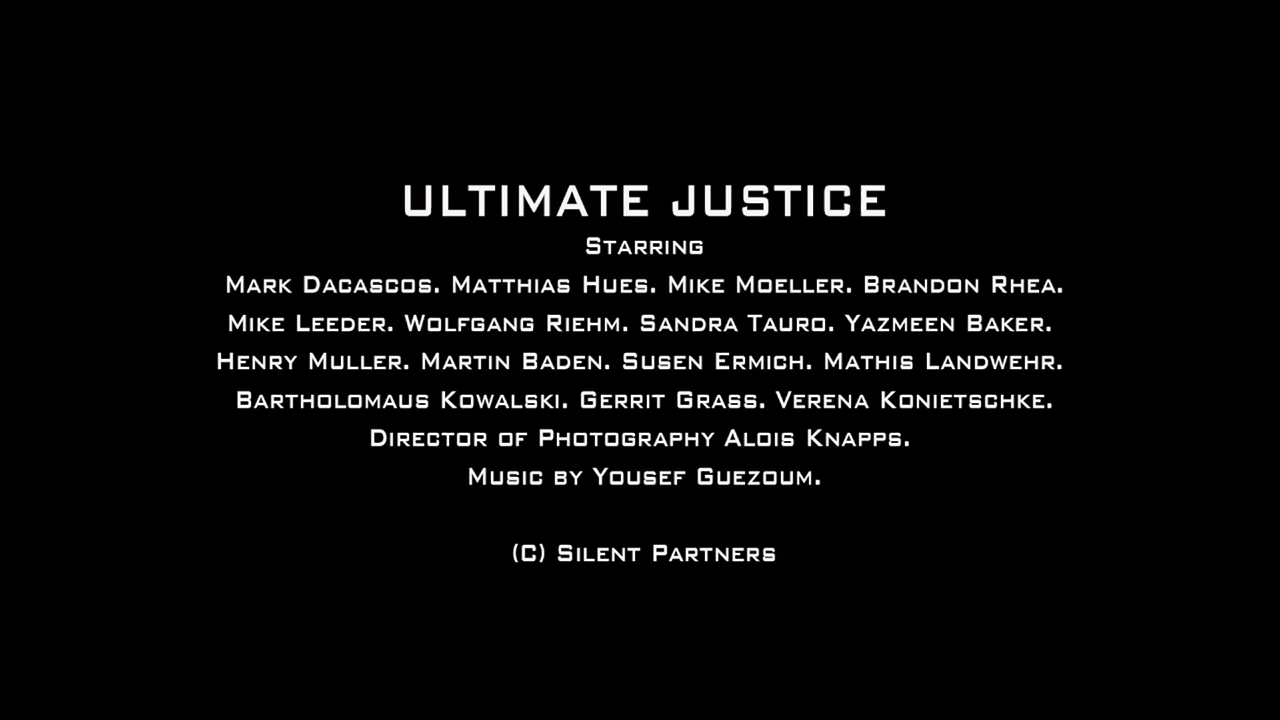 ULTIMATE JUSTICE
STARRING
MARK DACASCOS. MATTHIAS HUES. MIKE MOELLER. BRANDON RHEA.
MIKE LEEDER. WOLFGANG RIEHM. SANDRA TAURO. YAZMEEN BAKER.
HENRY MULLER. MARTIN BADEN. SUSEN ERMICH. MATHIS LANDWEHR.
BARTHOLOMAUS KOWALSKI. GERRIT GRASS. VERENA KONIETSCHKE.
DIRECTOR OF PHOTOGRAPHY ALOIS KNAPPS.
MUSIC BY YOUSEF GUEZOUM.
(C) SILENT PARTNERS